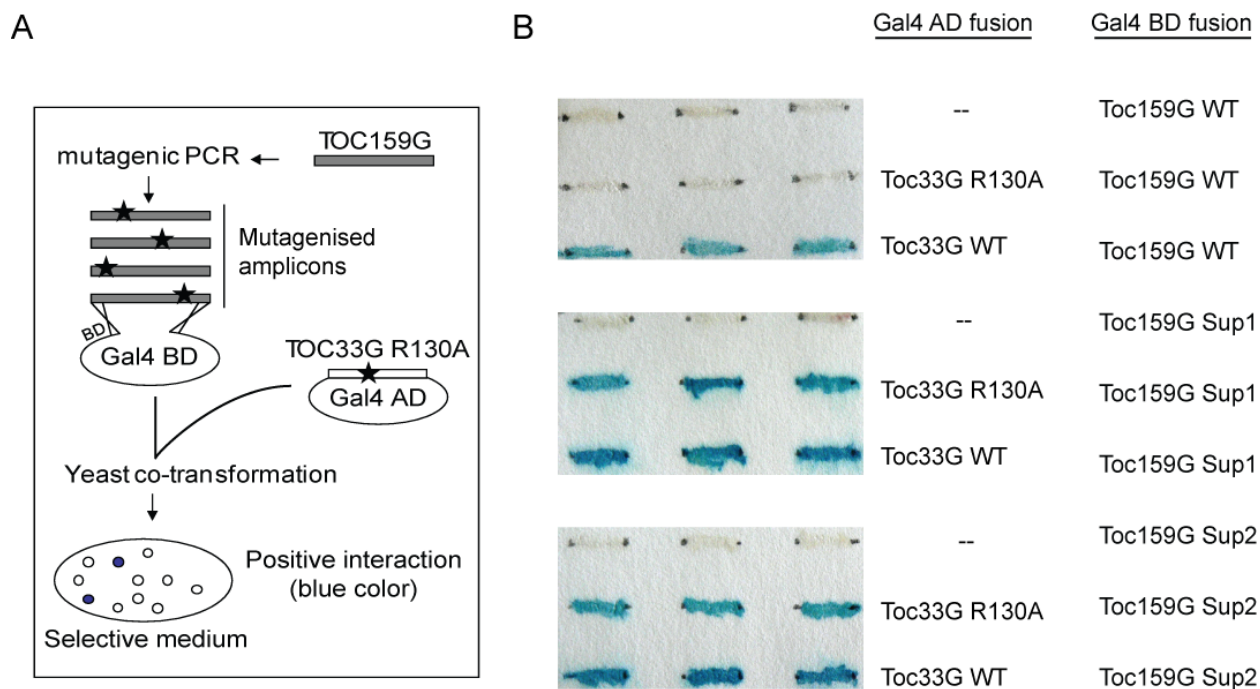 A
TOC159G
mutagenic PCR
Mutagenised
amplicons
BD
Gal4 BD
TOC33G R130A
Gal4 AD
Yeast co-transformation
Positive interaction
(blue color)
Selective medium
B
Gal4 AD fusion Gal4 BD fusion
-- Toc159G WT
Toc33G R130A Toc159G WT
Toc33G WT Toc159G WT
-- Toc159G Sup1
Toc33G R130A Toc159G Sup1
Toc33G WT Toc159G Sup1
-- Toc159G Sup2
Toc33G R130A Toc159G Sup2
Toc33G WT Toc159G Sup2